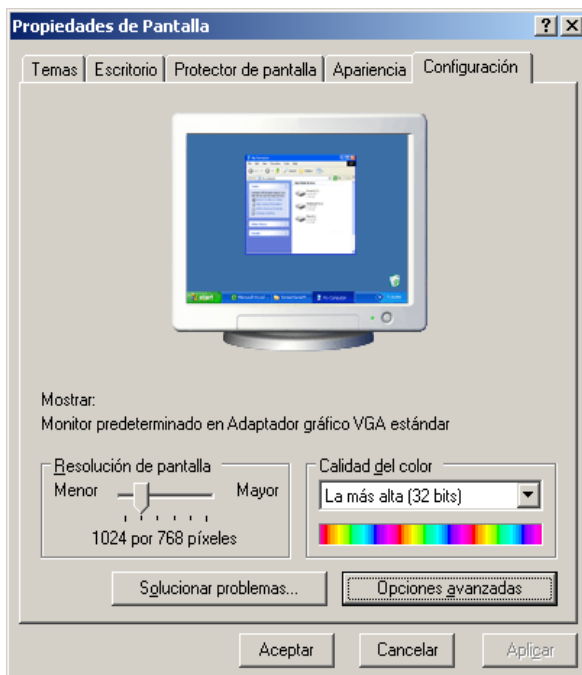 Propiedades de Pantalla
Temas Escritorio Protector de pantalla Apariencia Configuración
start
Mostrar:
Monitor predeterminado en Adaptador gráfico VGA estándar
Resolución de pantalla
Menor Mayor
1024 por 768 píxeles
Calidad del color
La más alta (32 bits)
Solucionar problemas... Opciones avanzadas
Aceptar Cancelar Aplicar